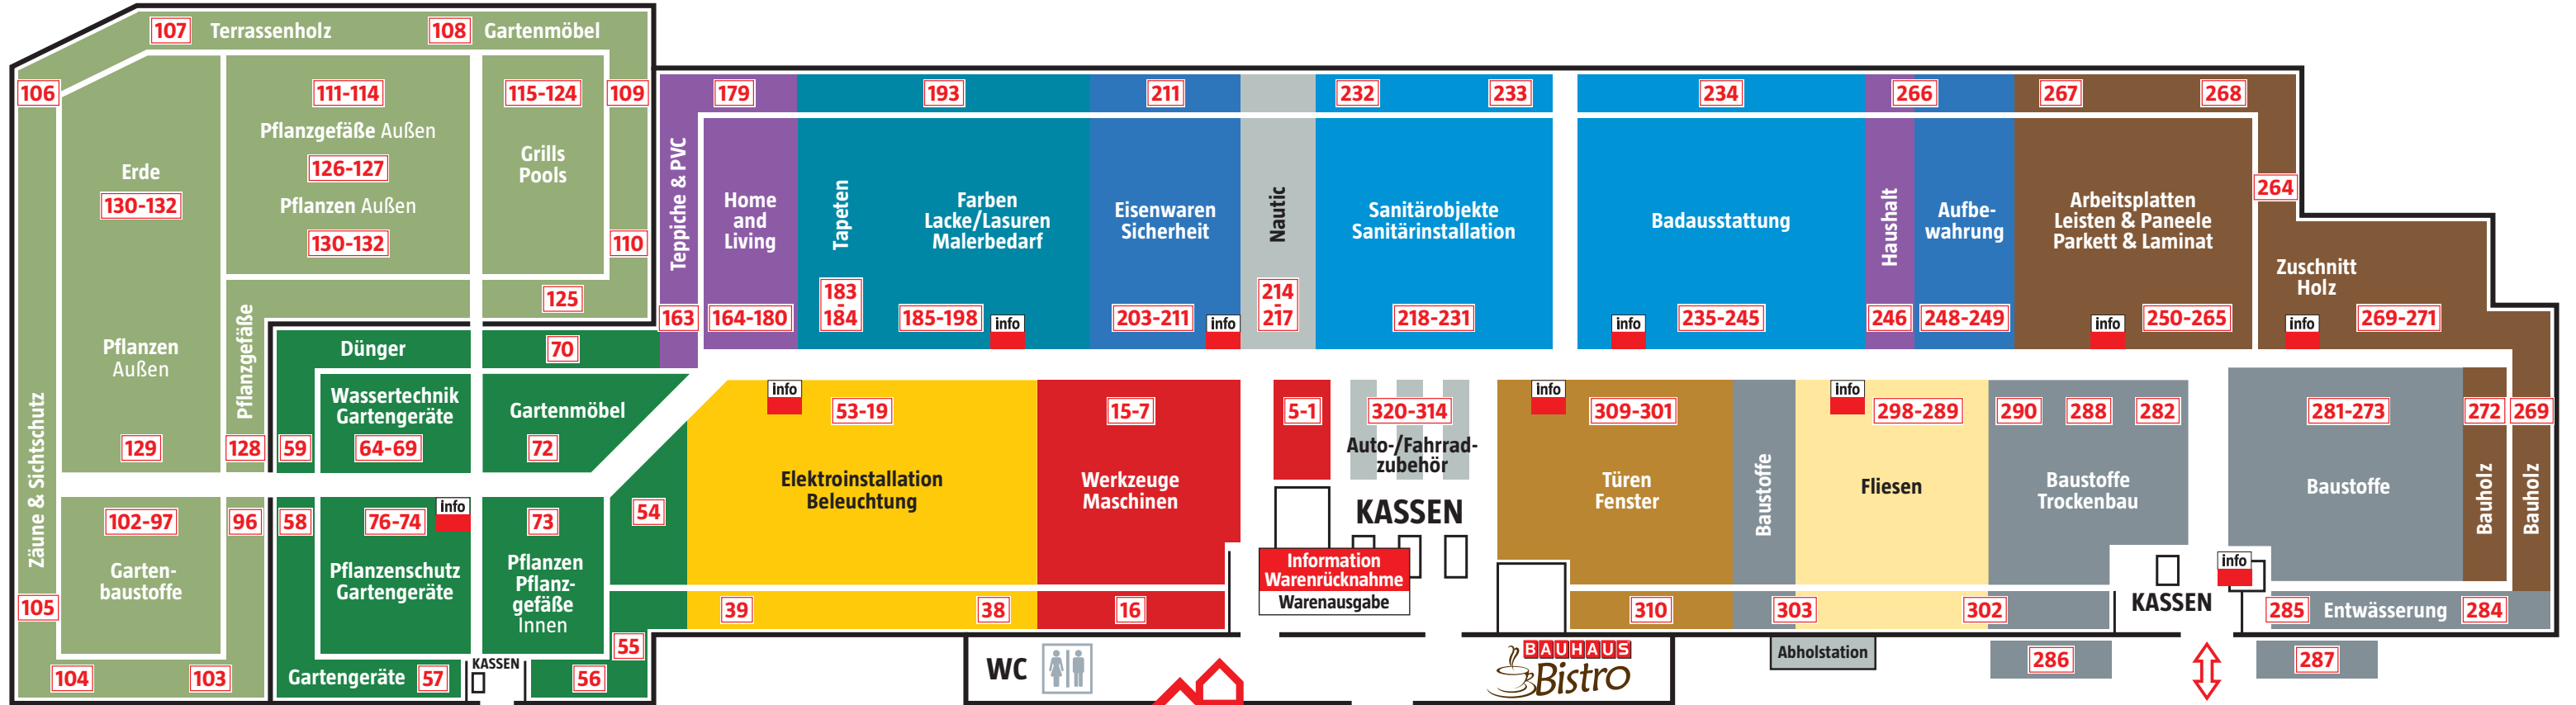 107
Terrassenholz
108
Gartenmöbel
106
111-114
115-124
109
Pflanzgefäße Außen
126-127
Pflanzen Außen
130-132
Grills
Pools
Erde
130-132
110
125
Pflanzen
Außen
129
Pflanzgefäße
128
Zäune & Sichtschutz
102-97
96
Garten-
baustoffe
105
104
103
Dünger
70
Wassertechnik
Gartengeräte
64-69
59
Gartenmöbel
72
58
76-74
info
Pflanzenschutz
Gartengeräte
73
Pflanzen
Pflanz-
gefäße
Innen
54
55
Gartengeräte
57
KASSEN
56
179
193
211
232
233
234
266
267
268
Teppiche & PVC
163
Home
and
Living
164-180
Tapeten
183
-
184
Farben
Lacke/Lasuren
Malerbedarf
185-198
info
Eisenwaren
Sicherheit
203-211
info
Nautic
214
-
217
Sanitärobjekte
Sanitärinstallation
218-231
Badausstattung
info
235-245
Haushalt
246
Aufbe-
wahrung
248-249
Arbeitsplatten
Leisten & Paneele
Parkett & Laminat
info
250-265
264
Zuschnitt
Holz
info
269-271
info
53-19
Elektroinstallation
Beleuchtung
39
38
15-7
Werkzeuge
Maschinen
16
5-1
320-314
Auto-/Fahrrad-
zubehör
KASSEN
Information
Warenrücknahme
Warenausgabe
info
309-301
Türen
Fenster
310
Baustoffe
303
info
298-289
Fliesen
302
290
288
282
Baustoffe
Trockenbau
KASSEN
info
281-273
Baustoffe
272
Bauholz
269
Bauholz
285
Entwässerung
284
WC
BAUHAUS
Bistro
Abholstation
286
287